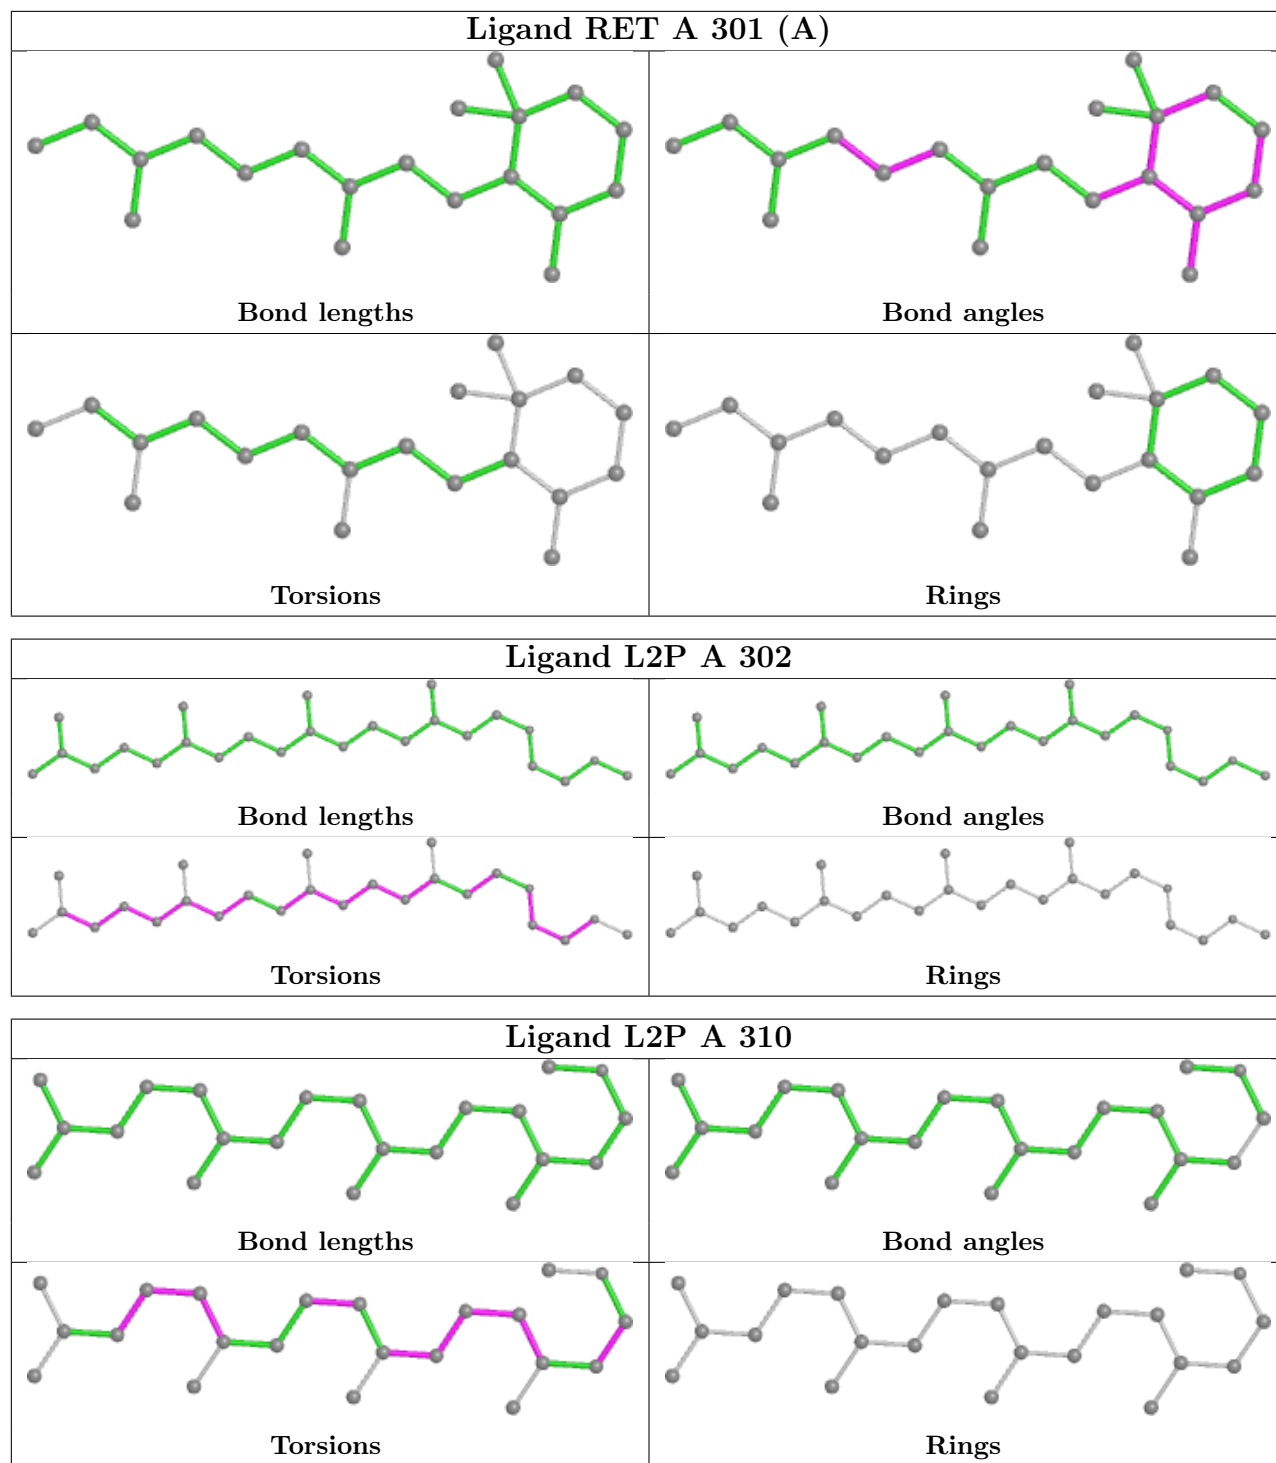 Ligand RET A 301 (A)
Bond lengths
Bond angles
Torsions
Rings
Ligand L2P A 302
Bond lengths
Bond angles
Torsions
Rings
Ligand L2P A 310
Bond lengths
Bond angles
Torsions
Rings